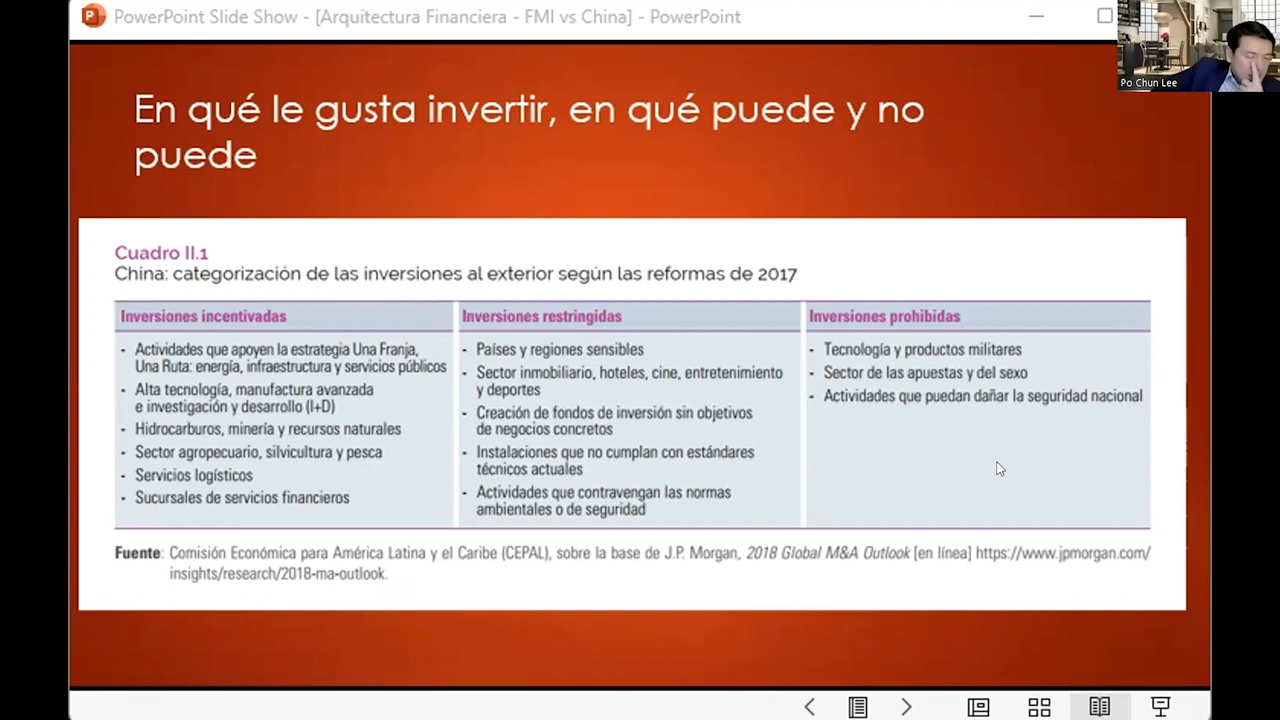 PowerPoint Slide Show - [Arquitectura Financiera - FMI vs China] - PowerPoint
Po Chun Lee
En qué le gusta invertir, en qué puede y no
puede
Cuadro II.1
China: categorización de las inversiones al exterior según las reformas de 2017
Inversiones incentivadas
- Actividades que apoyen la estrategia Una Franja,
Una Ruta: energía, infraestructura y servicios públicos
- Alta tecnología, manufactura avanzada
e investigación y desarrollo (I+D)
- Hidrocarburos, minería y recursos naturales
- Sector agropecuario, silvicultura y pesca
- Servicios logísticos
- Sucursales de servicios financieros
Inversiones restringidas
- Países y regiones sensibles
- Sector inmobiliario, hoteles, cine, entretenimiento
y deportes
- Creación de fondos de inversión sin objetivos
de negocios concretos
- Instalaciones que no cumplan con estándares
técnicos actuales
- Actividades que contravengan las normas
ambientales o de seguridad
Inversiones prohibidas
- Tecnología y productos militares
- Sector de las apuestas y del sexo
- Actividades que puedan dañar la seguridad nacional
Fuente: Comisión Económica para América Latina y el Caribe (CEPAL), sobre la base de J.P. Morgan, 2018 Global M&A Outlook [en línea] https://www.jpmorgan.com/
insights/research/2018-ma-outlook.